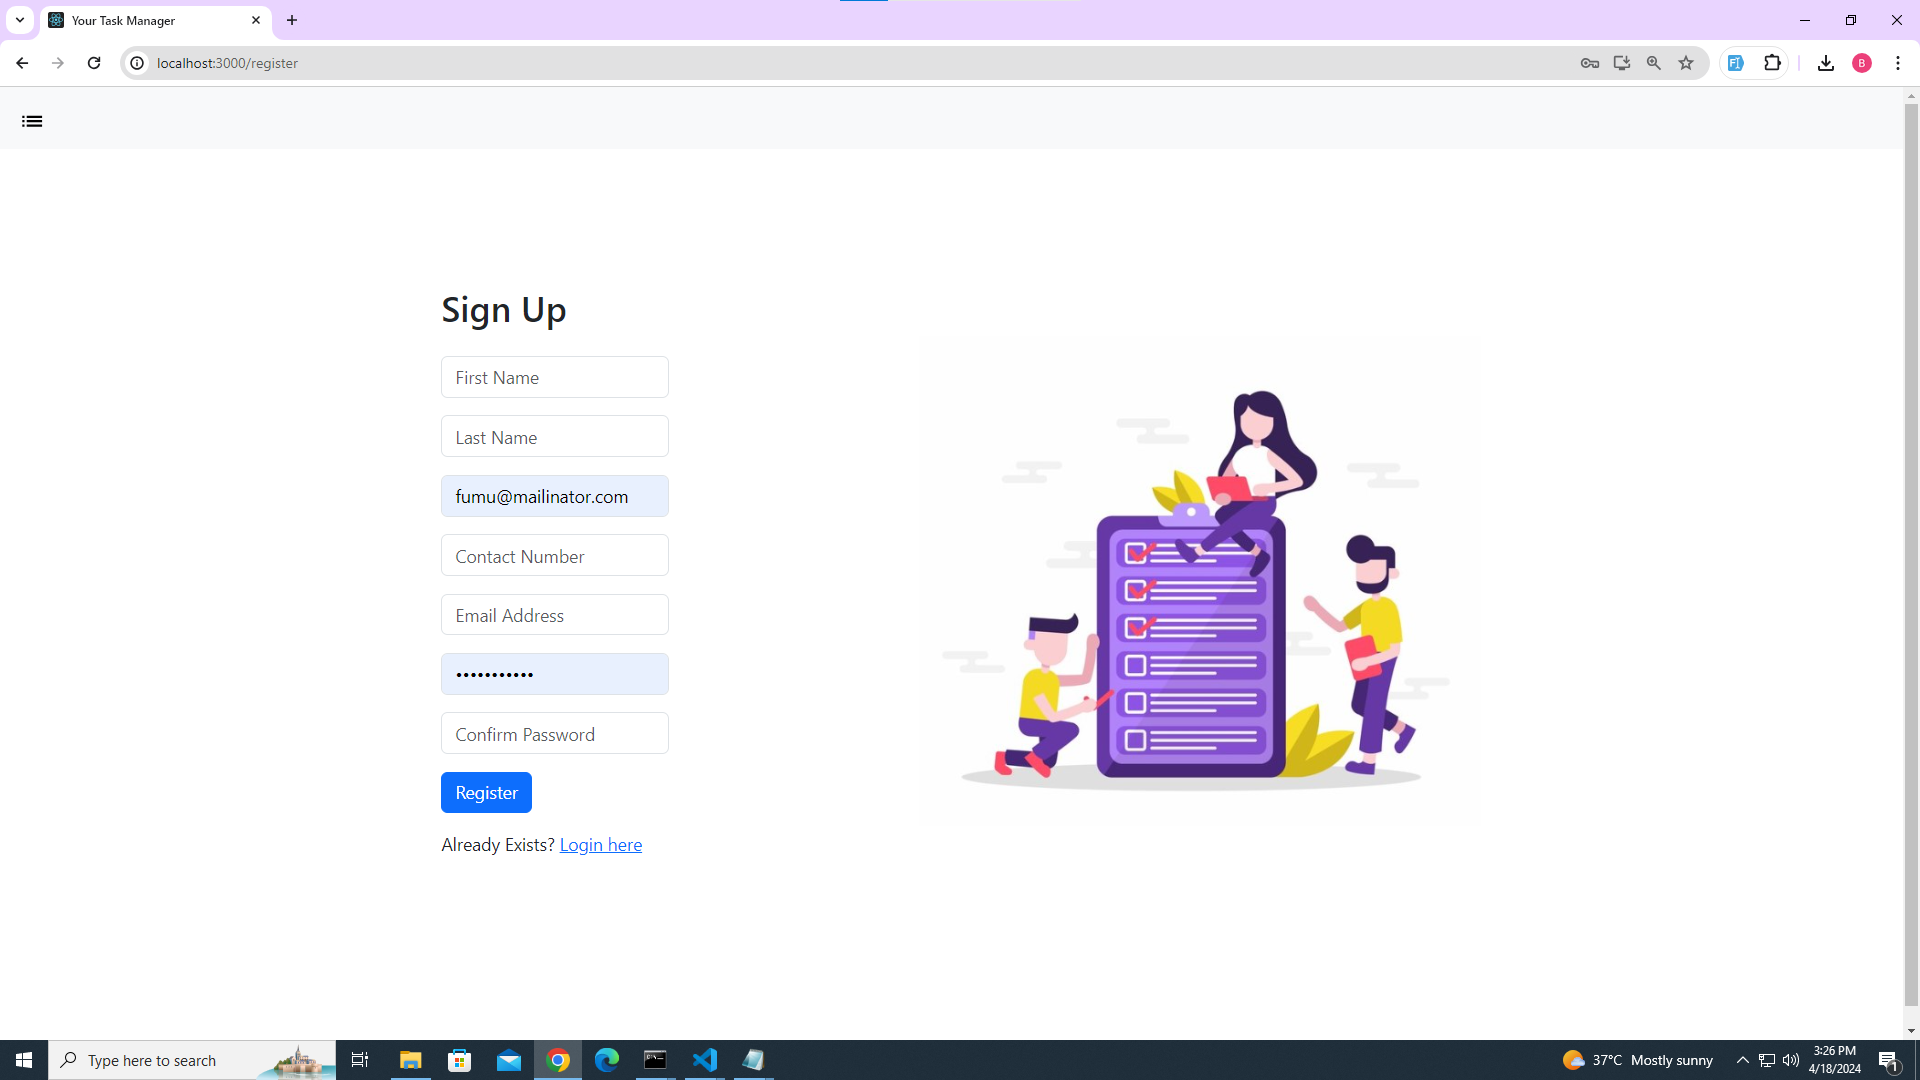 Your Task Manager
localhost:3000/register
B
Sign Up
First Name
Last Name
fumu@mailinator.com
Contact Number
Email Address
•••••••••••
Confirm Password
Register
Already Exists? Login here
Type here to search
37°C Mostly sunny
3:26 PM
4/18/2024
1